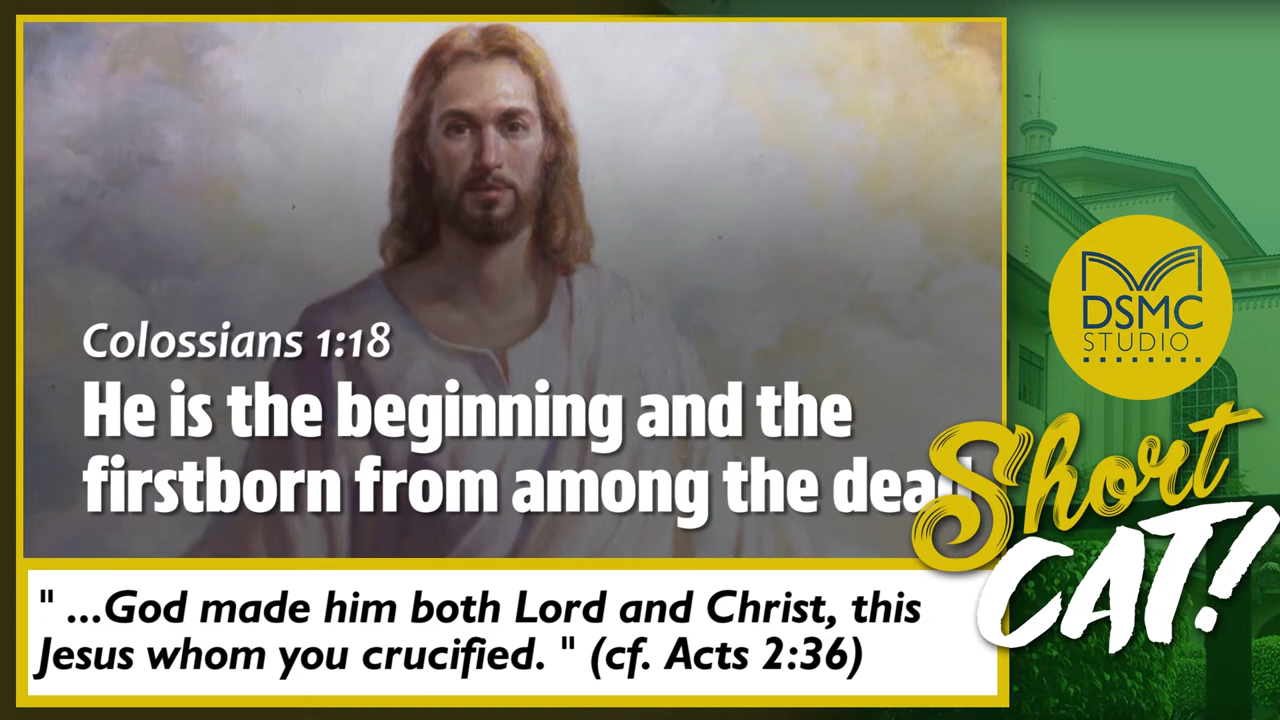 Colossians 1:18
He is the beginning and the
firstborn from among the dead
" ...God made him both Lord and Christ, this
Jesus whom you crucified. " (cf. Acts 2:36)
DSMC
STUDIO
Short
CAT!